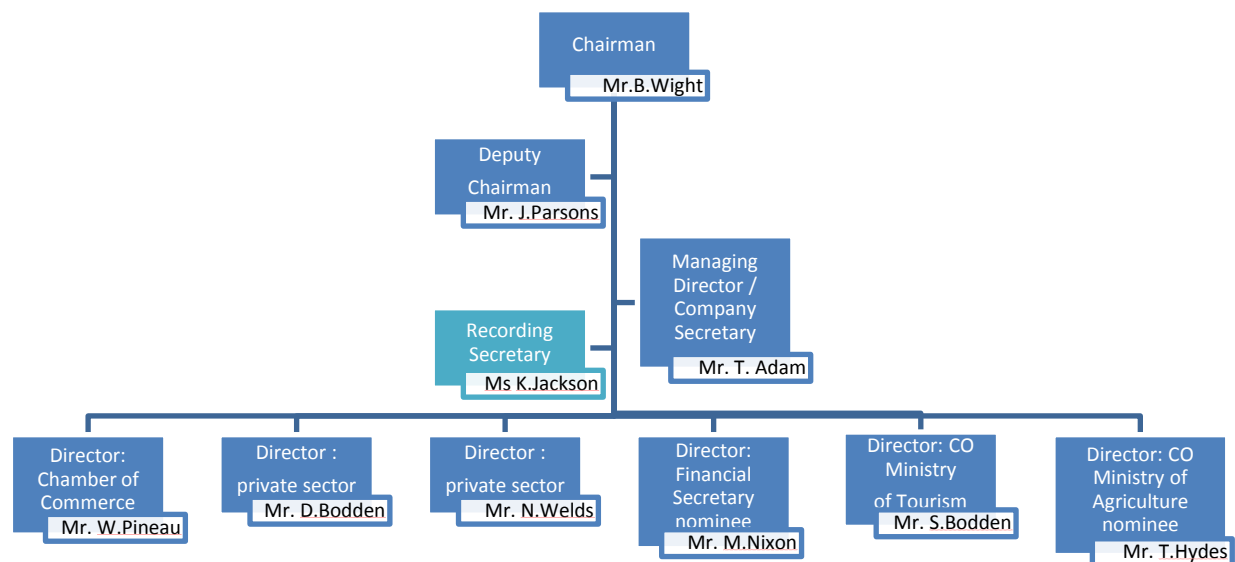 Chairman
Mr.B.Wight
Deputy
Chairman
Mr. J.Parsons
Managing
Director /
Company
Secretary
Mr. T. Adam
Recording
Secretary
Ms K.Jackson
Director:
Chamber of
Commerce
Mr. W.Pineau
Director :
private sector
Mr. D.Bodden
Director :
private sector
Mr. N.Welds
Director:
Financial
Secretary
nominee
Mr. M.Nixon
Director: CO
Ministry
of Tourism
Mr. S.Bodden
Director: CO
Ministry of
Agriculture
nominee
Mr. T.Hydes